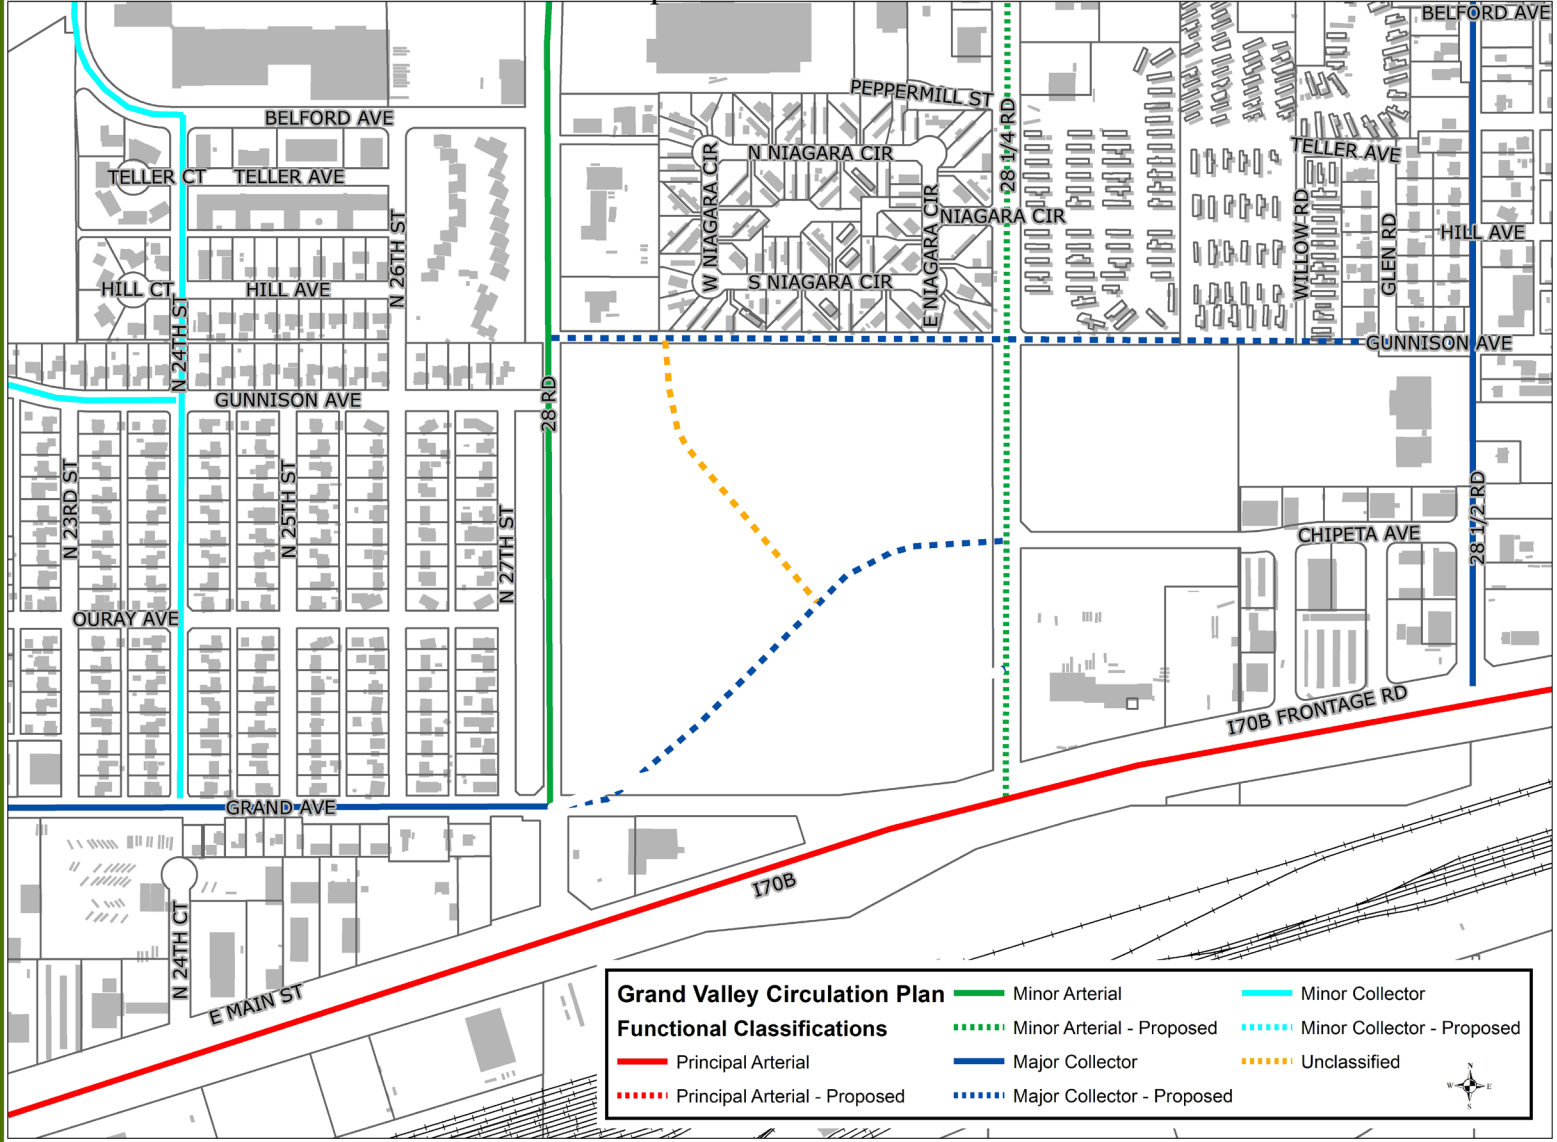 BELFORD AVE
PEPPERMILL ST
BELFORD AVE
28 1/4 RD
N NIAGARA CIR
TELLER AVE
TELLER CT
TELLER AVE
W NIAGARA CIR
E NIAGARA CIR
NIAGARA CIR
WILLOW RD
GLEN RD
HILL AVE
N 26TH ST
HILL CT
HILL AVE
S NIAGARA CIR
N 24TH ST
GUNNISON AVE
GUNNISON AVE
28 RD
N 23RD ST
N 25TH ST
N 27TH ST
28 1/2 RD
CHIPETA AVE
OURAY AVE
I70B FRONTAGE RD
GRAND AVE
I70B
N 24TH CT
E MAIN ST
Grand Valley Circulation Plan
Functional Classifications
Principal Arterial
Principal Arterial - Proposed
Minor Arterial
Minor Arterial - Proposed
Major Collector
Major Collector - Proposed
Minor Collector
Minor Collector - Proposed
Unclassified
N
W E
S